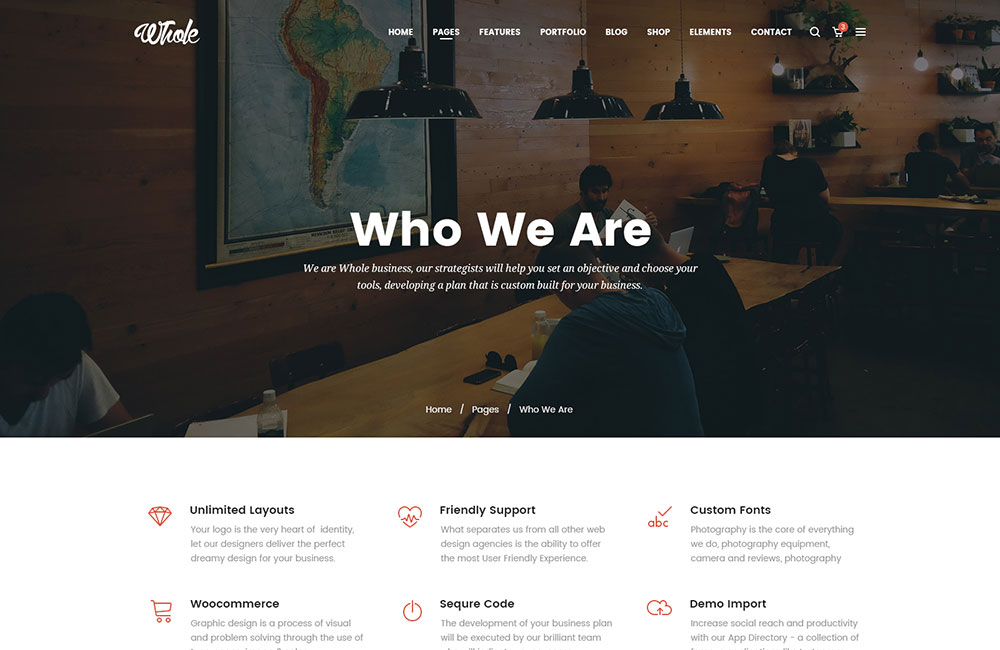 Whole
HOME PAGES FEATURES PORTFOLIO BLOG SHOP ELEMENTS CONTACT 3
Who We Are
We are Whole business, our strategists will help you set an objective and choose your
tools, developing a plan that is custom built for your business.
Home / Pages / Who We Are
Unlimited Layouts
Your logo is the very heart of identity,
let our designers deliver the perfect
dreamy design for your business.
Friendly Support
What separates us from all other web
design agencies is the ability to offer
the most User Friendly Experience.
abc
Custom Fonts
Photography is the core of everything
we do, photography equipment,
camera and reviews, photography
Woocommerce
Graphic design is a process of visual
and problem solving through the use of
Sequre Code
The development of your business plan
will be executed by our brilliant team
Demo Import
Increase social reach and productivity
with our App Directory - a collection of